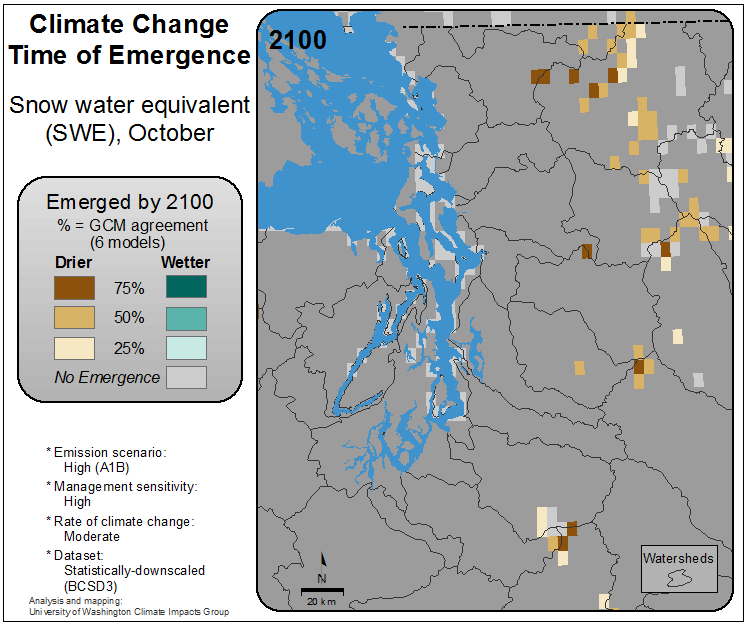 Climate Change
Time of Emergence
Snow water equivalent
(SWE), October
Emerged by 2100
% = GCM agreement
(6 models)
Drier Wetter
75%
50%
25%
No Emergence
* Emission scenario:
High (A1B)
* Management sensitivity:
High
* Rate of climate change:
Moderate
* Dataset:
Statistically-downscaled
(BCSD3)
Analysis and mapping:
University of Washington Climate Impacts Group
2100
N
20 km
Watersheds